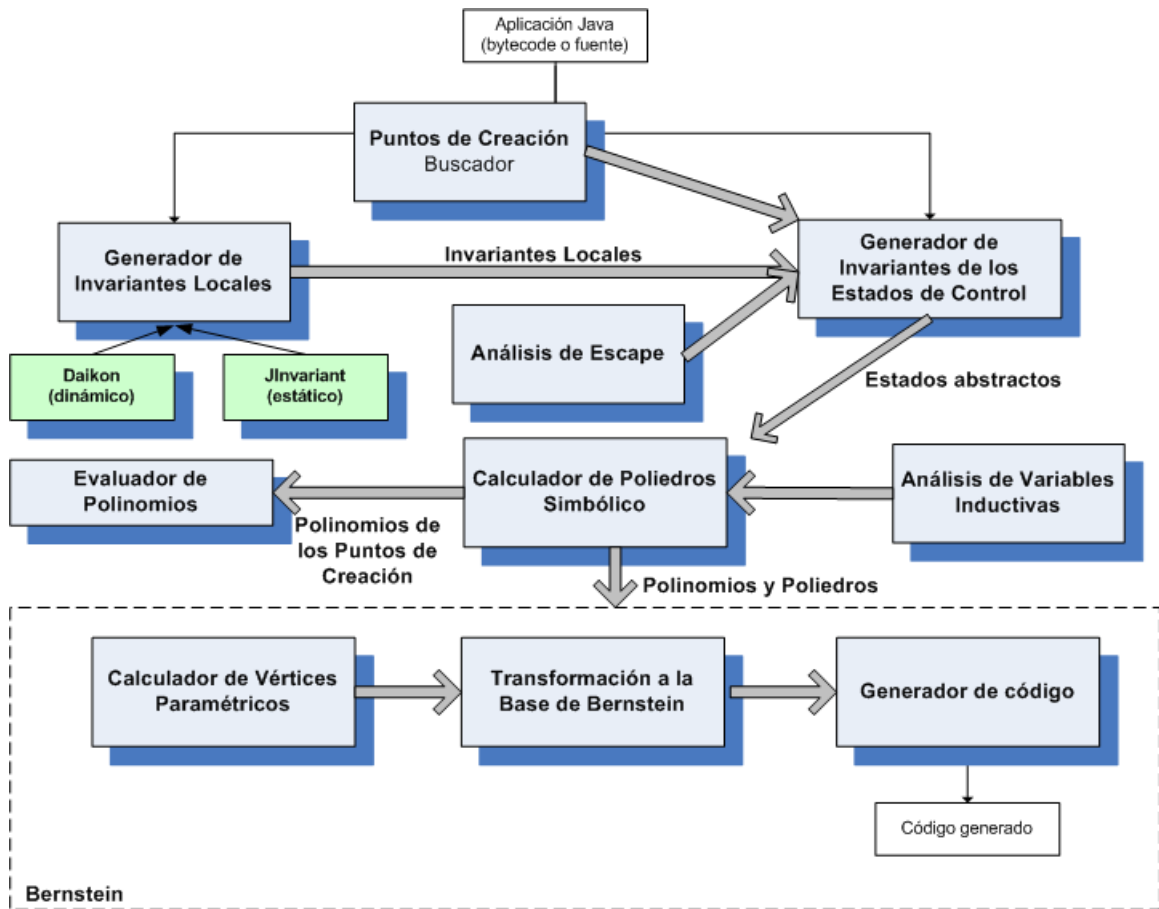 Aplicación Java
(bytecode o fuente)
Puntos de Creación
Buscador
Generador de
Invariantes Locales
Invariantes Locales
Generador de
Invariantes de los
Estados de Control
Análisis de Escape
Daikon
(dinámico)
JInvariant
(estático)
Estados abstractos
Evaluador de
Polinomios
Calculador de Poliedros
Simbólico
Análisis de Variables
Inductivas
Polinomios de
los Puntos de
Creación
Polinomios y Poliedros
Calculador de Vértices
Paramétricos
Transformación a la
Base de Bernstein
Generador de código
Código generado
Bernstein